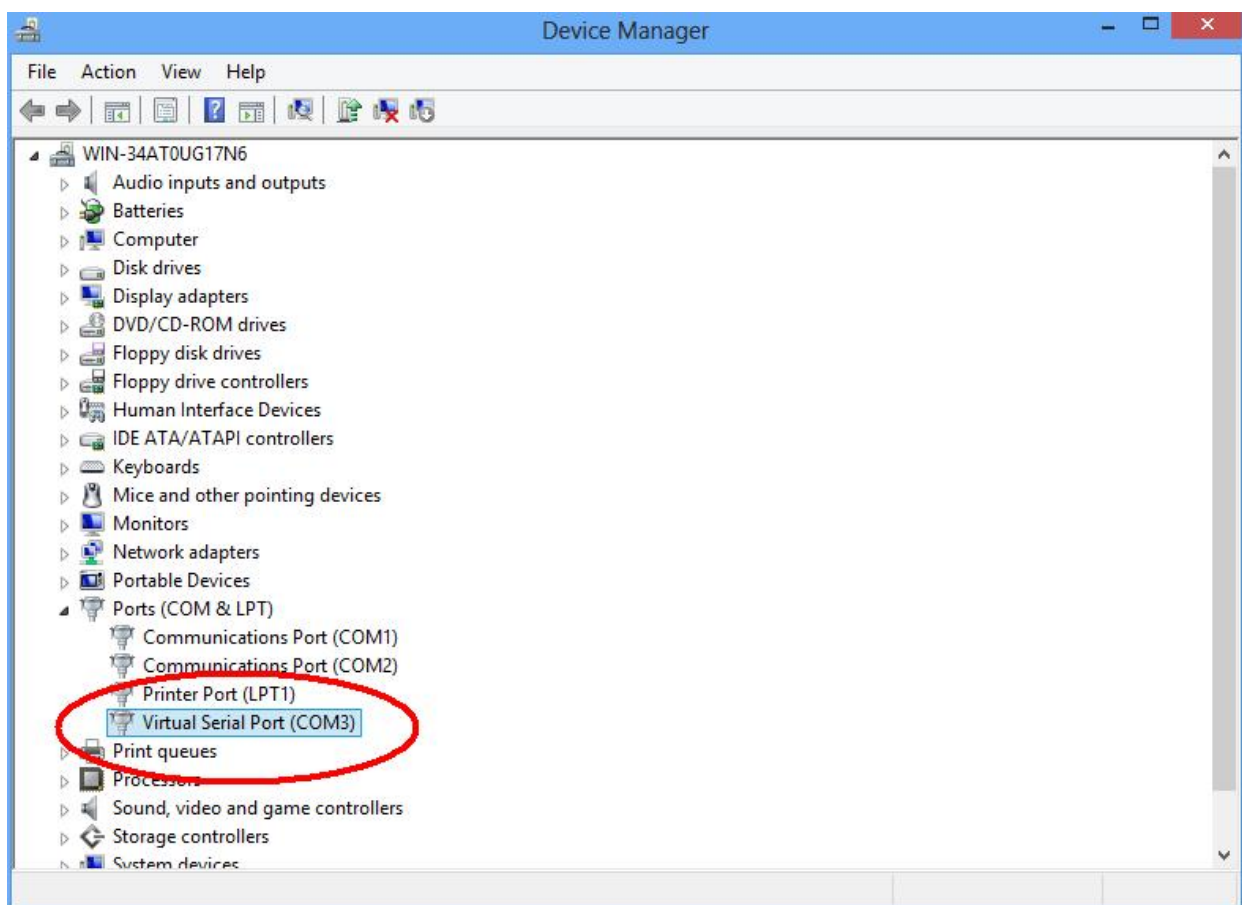 Device Manager
File Action View Help
WIN-34AT0UG17N6
Audio inputs and outputs
Batteries
Computer
Disk drives
Display adapters
DVD/CD-ROM drives
Floppy disk drives
Floppy drive controllers
Human Interface Devices
IDE ATA/ATAPI controllers
Keyboards
Mice and other pointing devices
Monitors
Network adapters
Portable Devices
Ports (COM & LPT)
Communications Port (COM1)
Communications Port (COM2)
Printer Port (LPT1)
Virtual Serial Port (COM3)
Print queues
Processors
Sound, video and game controllers
Storage controllers
System devices